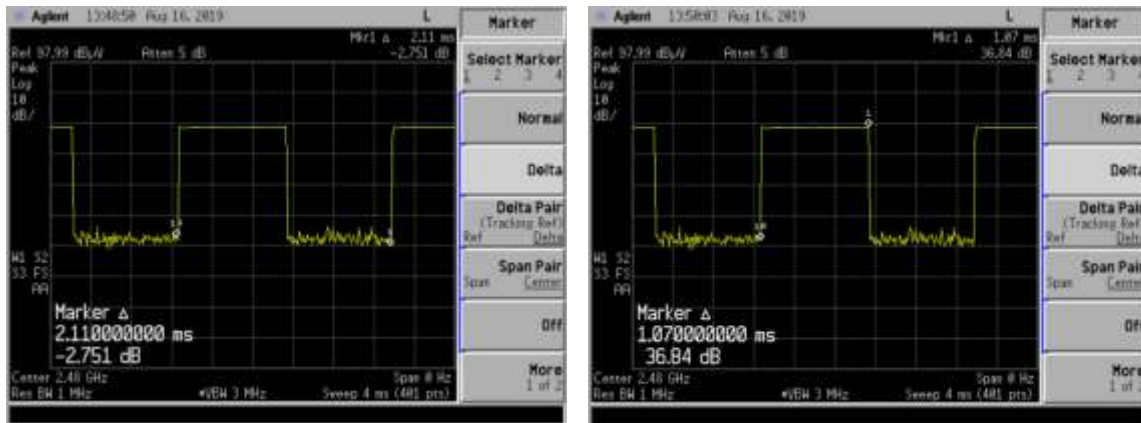 Agilent 13:48:50 Aug 16, 2019 L
Mkr1 Δ 2.11 ms
Ref 97.99 dBµV Atten 5 dB -2.751 dB
Peak
Log
10
dB/
W1 S2
S3 FS
AA
Marker Δ
2.110000000 ms
-2.751 dB
Center 2.48 GHz Span 0 Hz
Res BW 1 MHz #VBW 3 MHz Sweep 4 ms (401 pts)
Marker
Select Marker
1 2 3 4
Normal
Delta
Delta Pair
(Tracking Ref)
Ref Delta
Span Pair
Span Center
Off
More
1 of 2
Agilent 13:50:03 Aug 16, 2019 L
Mkr1 Δ 1.07 ms
Ref 97.99 dBµV Atten 5 dB 36.84 dB
Peak
Log
10
dB/
1
W1 S2
S3 FS
AA
Marker Δ
1.070000000 ms
36.84 dB
Center 2.48 GHz Span 0 Hz
Res BW 1 MHz #VBW 3 MHz Sweep 4 ms (401 pts)
Marker
Select Marker
1 2 3 4
Normal
Delta
Delta Pair
(Tracking Ref)
Ref Delta
Span Pair
Span Center
Off
More
1 of